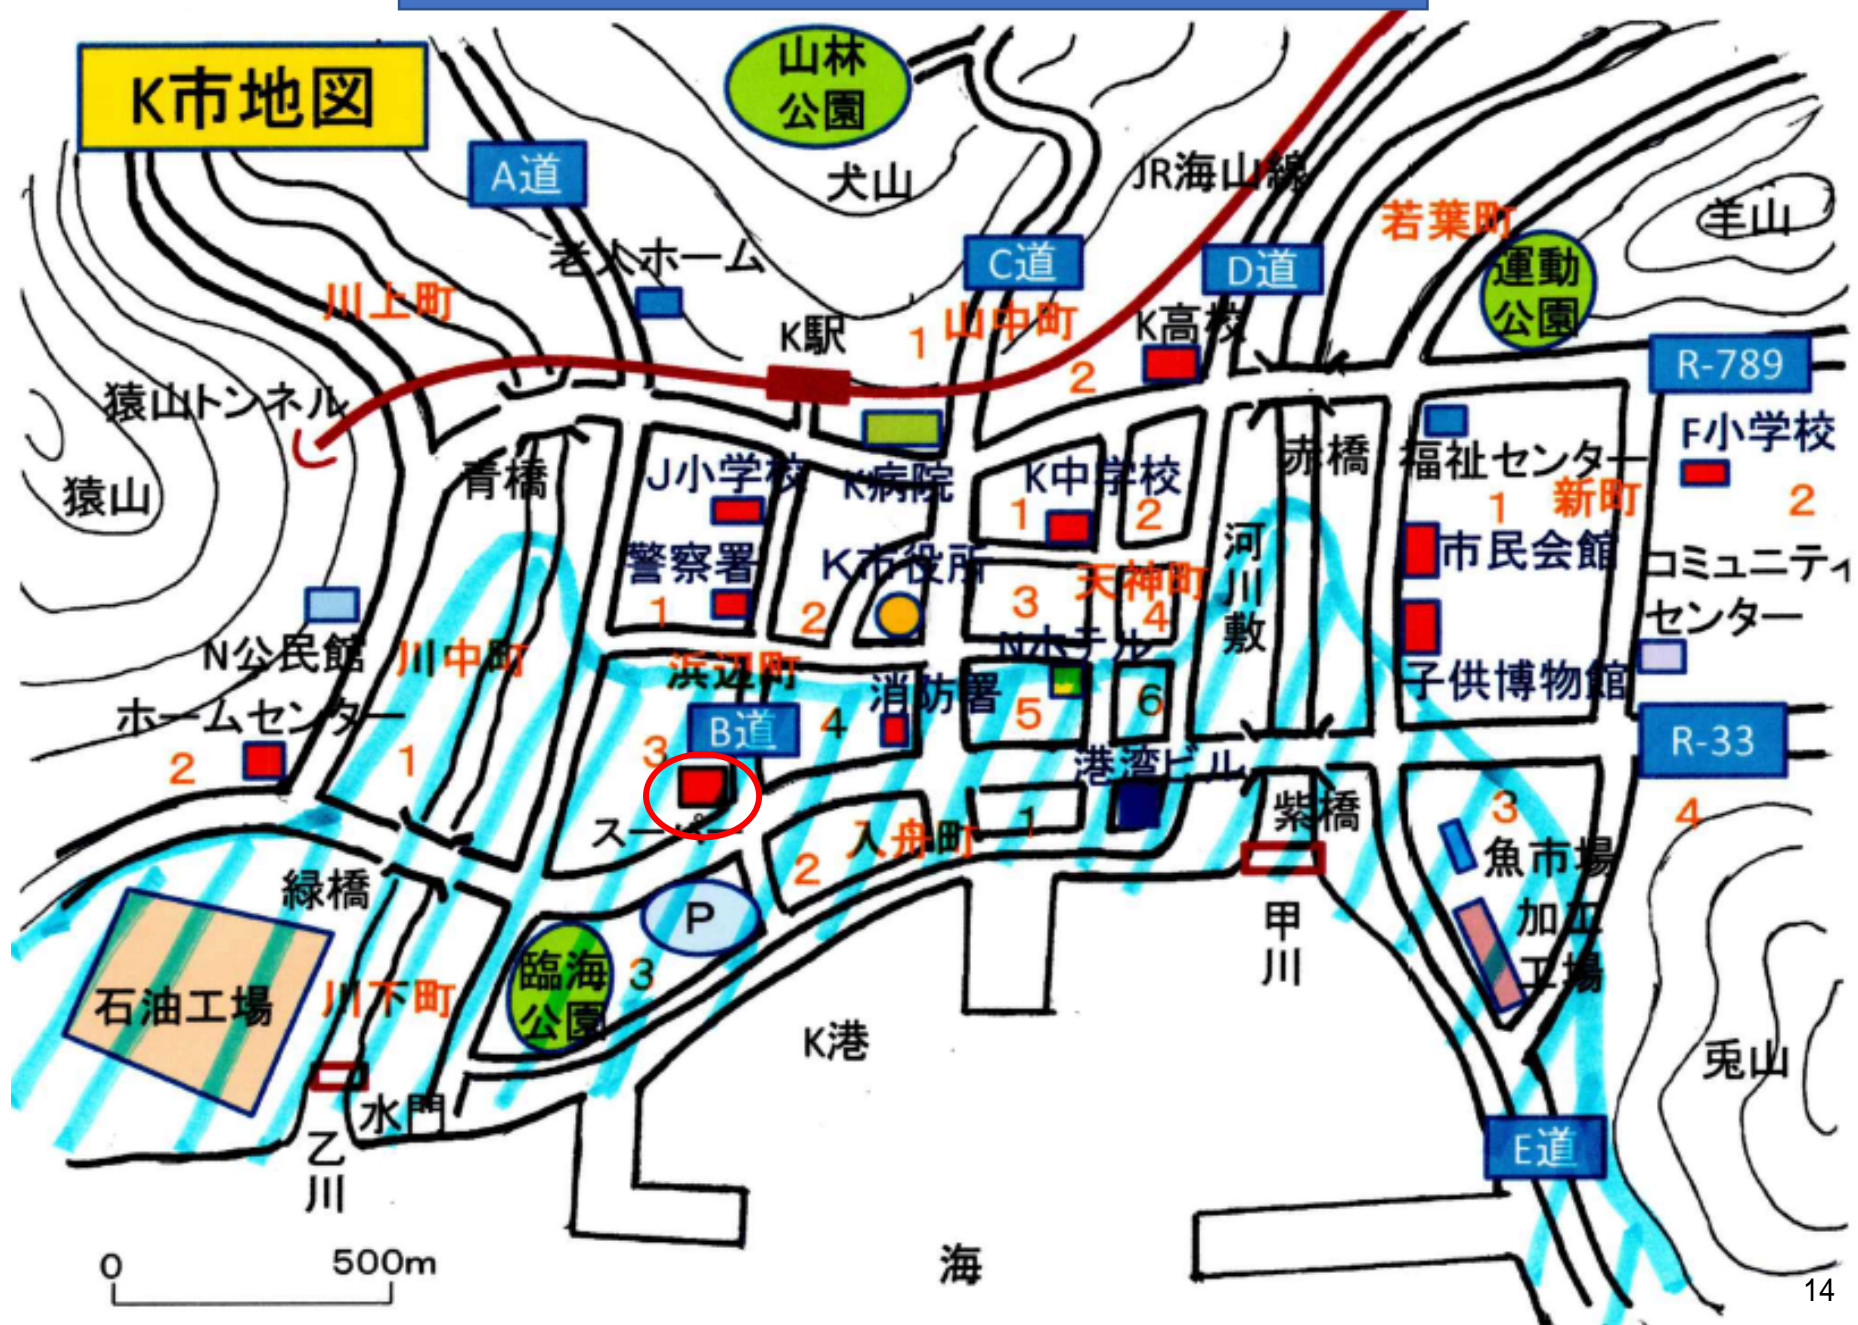 K市地図
山林
公園
A道
犬山
JR海山線
若葉町
羊山
老人ホーム
C道
D道
運動
公園
川上町
K駅
1
山中町
K高校
2
R-789
猿山トンネル
猿山
青橋
J小学校
K病院
K中学校
1
2
赤橋
福祉センター
1
新町
F小学校
2
警察署
1
K市役所
2
3
天神町
4
河川敷
市民会館
コミュニティ
センター
N公民館
川中町
浜辺町
Nホテル
子供博物館
ホームセンター
2
1
B道
3
4
消防署
5
6
港湾ビル
R-33
スーパー
入舟町
1
2
紫橋
3
魚市場
4
緑橋
P
臨海
公園
3
甲川
加工
工場
石油工場
川下町
K港
兎山
水門
乙川
E道
海
0
500m
14